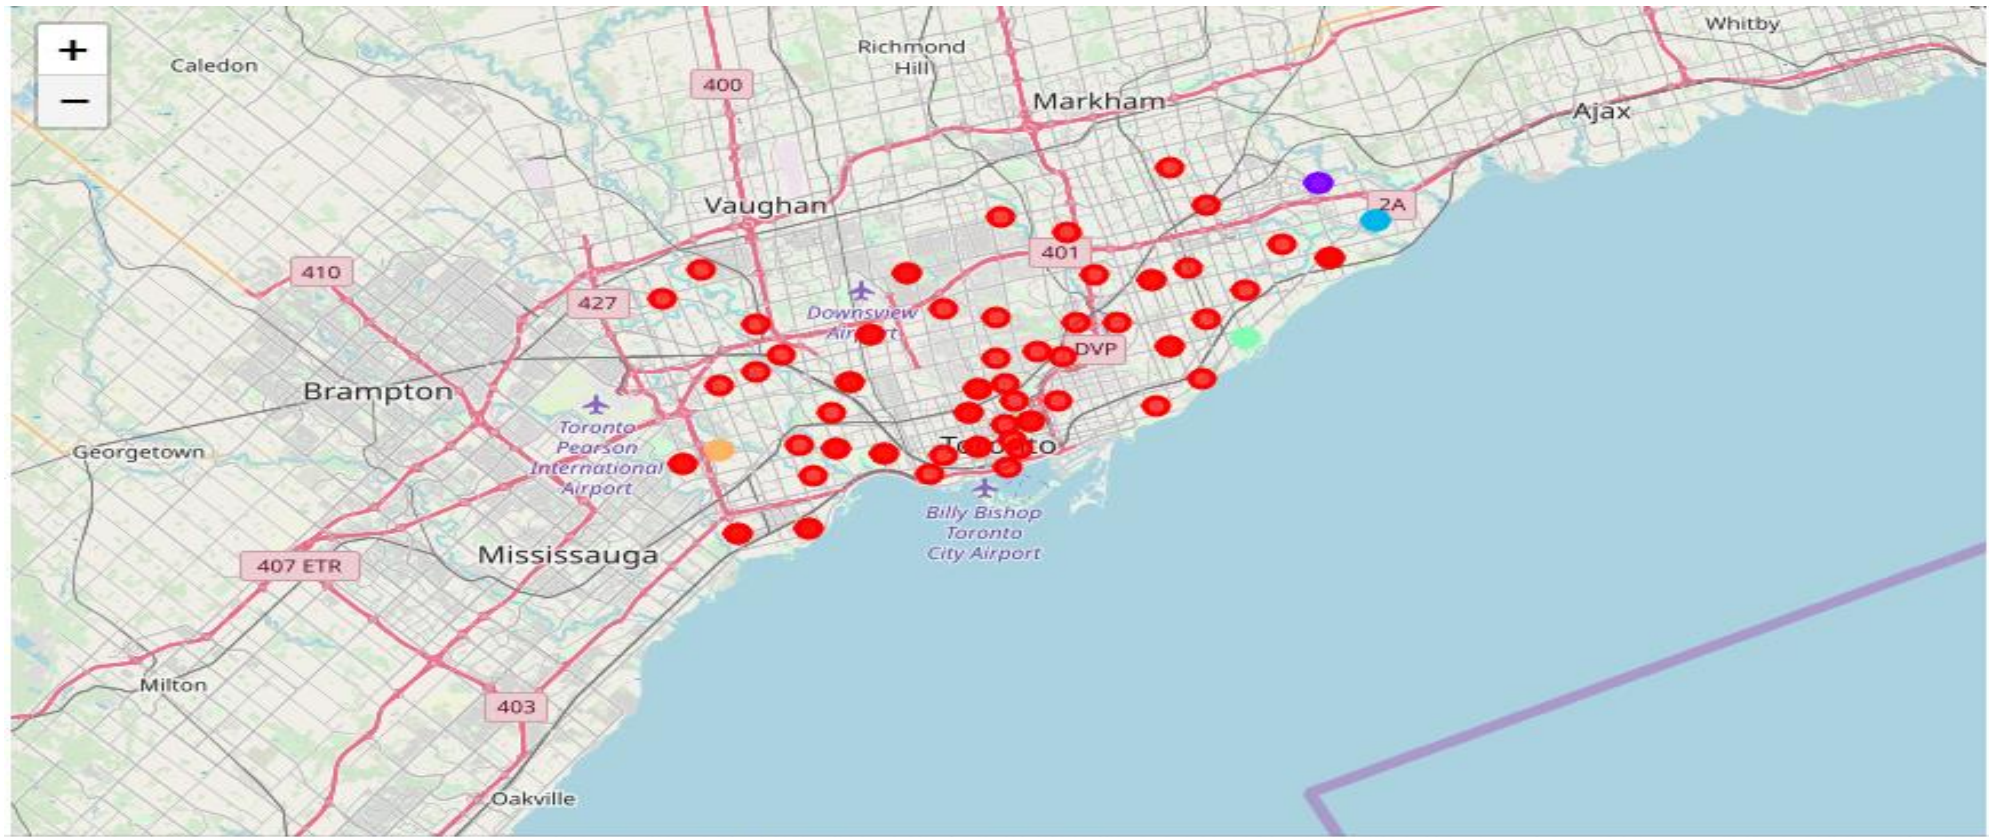 +
−
Caledon
400
Richmond
Hill
Markham
Whitby
Ajax
Vaughan
2A
401
410
427
Downsview
Airport
DVP
Brampton
Toronto
Pearson
International
Airport
Georgetown
Toronto
Billy Bishop
Toronto
City Airport
Mississauga
407 ETR
Milton
403
Oakville